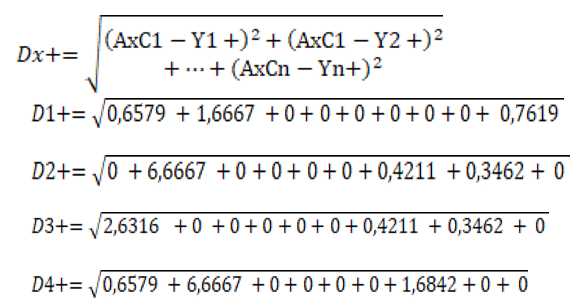 Dx+= √(AxC1 − Y1 +)² + (AxC1 − Y2 +)²
+ ⋯ + (AxCn − Yn+)²
D1+= √0,6579 + 1,6667 + 0 + 0 + 0 + 0 + 0 + 0 + 0,7619
D2+= √0 + 6,6667 + 0 + 0 + 0 + 0 + 0,4211 + 0,3462 + 0
D3+= √2,6316 + 0 + 0 + 0 + 0 + 0 + 0,4211 + 0,3462 + 0
D4+= √0,6579 + 6,6667 + 0 + 0 + 0 + 0 + 1,6842 + 0 + 0